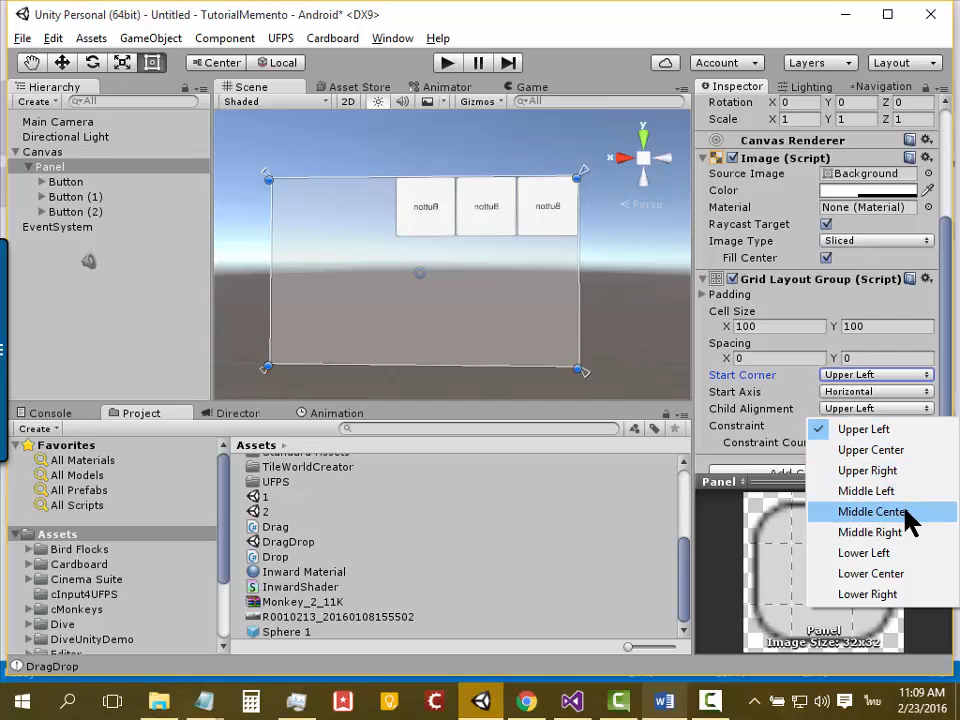 Unity Personal (64bit) - Untitled - TutorialMemento - Android* <DX9>
File Edit Assets GameObject Component UFPS Cardboard Window Help
Center Local Account Layers Layout
Hierarchy
Create All
Main Camera
Directional Light
Canvas
Panel
Button
Button (1)
Button (2)
EventSystem
Scene Asset Store Animator Game
Shaded 2D Gizmos All
y
x
Persp
Button Button Button
Inspector Lighting Navigation
Rotation X 0 Y 0 Z 0
Scale X 1 Y 1 Z 1
Canvas Renderer
Image (Script)
Source Image Background
Color
Material None (Material)
Raycast Target
Image Type Sliced
Fill Center
Grid Layout Group (Script)
Padding
Cell Size
X 100 Y 100
Spacing
X 0 Y 0
Start Corner Upper Left
Start Axis Horizontal
Child Alignment Upper Left
Constraint
Constraint Cou
Upper Left
Upper Center
Upper Right
Middle Left
Middle Center
Middle Right
Lower Left
Lower Center
Lower Right
Panel
Panel
Image Size: 32x32
Console Project Director Animation
Create
Favorites
All Materials
All Models
All Prefabs
All Scripts
Assets
Bird Flocks
Cardboard
Cinema Suite
cInput4UFPS
cMonkeys
Dive
DiveUnityDemo
Assets
TileWorldCreator
UFPS
1
2
Drag
DragDrop
Drop
Inward Material
InwardShader
Monkey_2_11K
R0010213_20160108155502
Sphere 1
DragDrop
ไทย
11:09 AM
2/23/2016